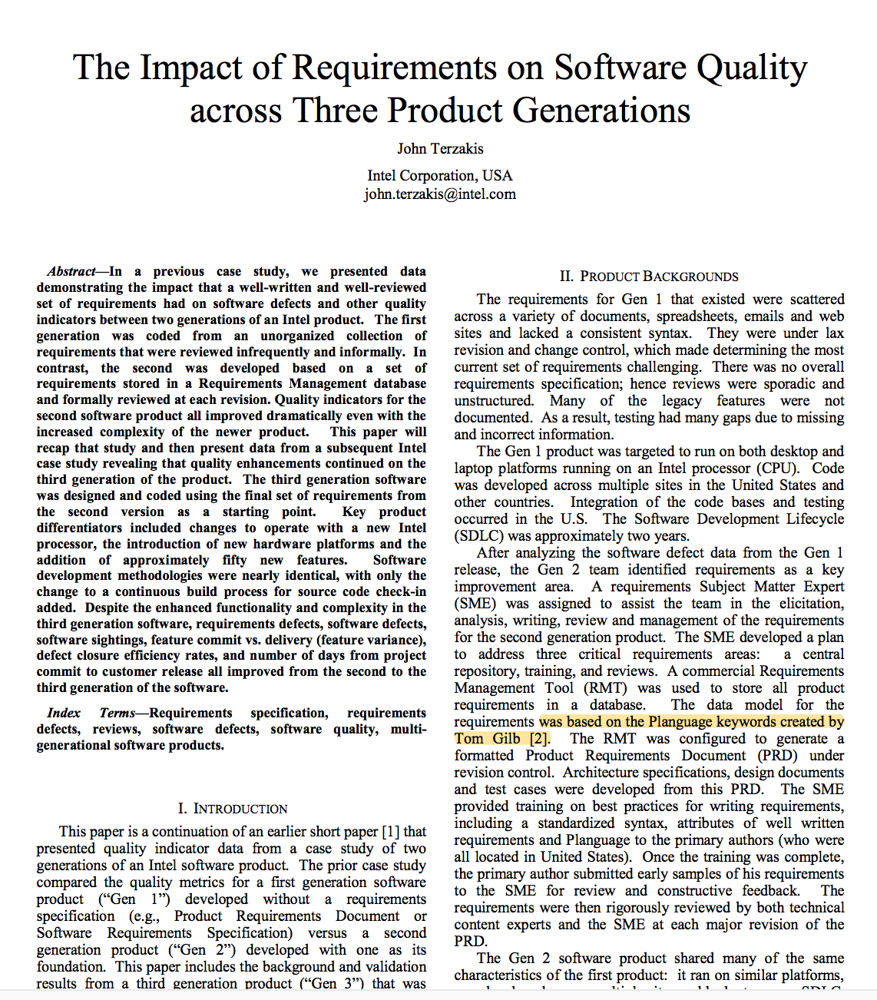 The Impact of Requirements on Software Quality
across Three Product Generations
John Terzakis
Intel Corporation, USA
john.terzakis@intel.com
Abstract—In a previous case study, we presented data
demonstrating the impact that a well-written and well-reviewed
set of requirements had on software defects and other quality
indicators between two generations of an Intel product. The first
generation was coded from an unorganized collection of
requirements that were reviewed infrequently and informally. In
contrast, the second was developed based on a set of
requirements stored in a Requirements Management database
and formally reviewed at each revision. Quality indicators for the
second software product all improved dramatically even with the
increased complexity of the newer product. This paper will
recap that study and then present data from a subsequent Intel
case study revealing that quality enhancements continued on the
third generation of the product. The third generation software
was designed and coded using the final set of requirements from
the second version as a starting point. Key product
differentiators included changes to operate with a new Intel
processor, the introduction of new hardware platforms and the
addition of approximately fifty new features. Software
development methodologies were nearly identical, with only the
change to a continuous build process for source code check-in
added. Despite the enhanced functionality and complexity in the
third generation software, requirements defects, software defects,
software sightings, feature commit vs. delivery (feature variance),
defect closure efficiency rates, and number of days from project
commit to customer release all improved from the second to the
third generation of the software.
Index Terms—Requirements specification, requirements
defects, reviews, software defects, software quality, multi-
generational software products.
I. INTRODUCTION
This paper is a continuation of an earlier short paper [1] that
presented quality indicator data from a case study of two
generations of an Intel software product. The prior case study
compared the quality metrics for a first generation software
product (“Gen 1”) developed without a requirements
specification (e.g., Product Requirements Document or
Software Requirements Specification) versus a second
generation product (“Gen 2”) developed with one as its
foundation. This paper includes the background and validation
results from a third generation product (“Gen 3”) that was
II. PRODUCT BACKGROUNDS
The requirements for Gen 1 that existed were scattered
across a variety of documents, spreadsheets, emails and web
sites and lacked a consistent syntax. They were under lax
revision and change control, which made determining the most
current set of requirements challenging. There was no overall
requirements specification; hence reviews were sporadic and
unstructured. Many of the legacy features were not
documented. As a result, testing had many gaps due to missing
and incorrect information.
The Gen 1 product was targeted to run on both desktop and
laptop platforms running on an Intel processor (CPU). Code
was developed across multiple sites in the United States and
other countries. Integration of the code bases and testing
occurred in the U.S. The Software Development Lifecycle
(SDLC) was approximately two years.
After analyzing the software defect data from the Gen 1
release, the Gen 2 team identified requirements as a key
improvement area. A requirements Subject Matter Expert
(SME) was assigned to assist the team in the elicitation,
analysis, writing, review and management of the requirements
for the second generation product. The SME developed a plan
to address three critical requirements areas: a central
repository, training, and reviews. A commercial Requirements
Management Tool (RMT) was used to store all product
requirements in a database. The data model for the
requirements was based on the Planguage keywords created by
Tom Gilb [2]. The RMT was configured to generate a
formatted Product Requirements Document (PRD) under
revision control. Architecture specifications, design documents
and test cases were developed from this PRD. The SME
provided training on best practices for writing requirements,
including a standardized syntax, attributes of well written
requirements and Planguage to the primary authors (who were
all located in United States). Once the training was complete,
the primary author submitted early samples of his requirements
to the SME for review and constructive feedback. The
requirements were then rigorously reviewed by both technical
content experts and the SME at each major revision of the
PRD.
The Gen 2 software product shared many of the same
characteristics of the first product: it ran on similar platforms,